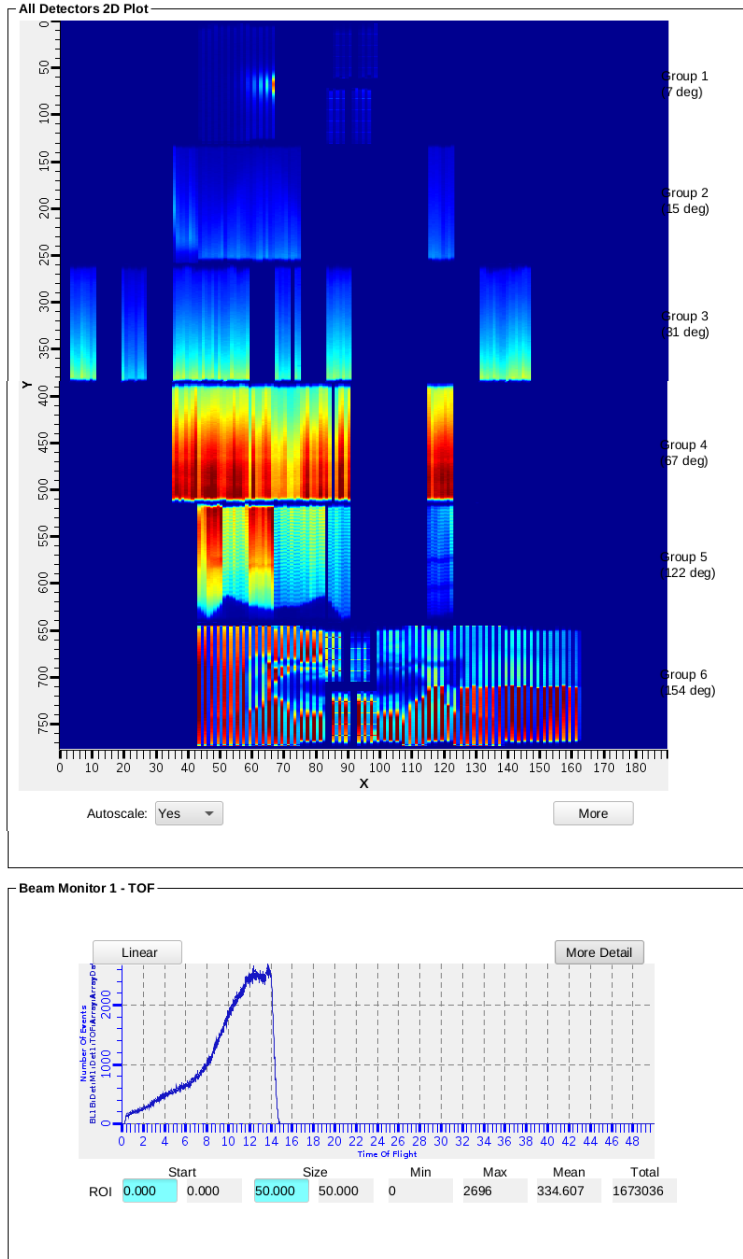 All Detectors 2D Plot
0
50
100
150
200
250
300
350
400
450
500
550
600
650
700
750
Y
Group 1
(7 deg)
Group 2
(15 deg)
Group 3
(31 deg)
Group 4
(67 deg)
Group 5
(122 deg)
Group 6
(154 deg)
0 10 20 30 40 50 60 70 80 90 100 110 120 130 140 150 160 170 180
X
Autoscale: Yes More
Beam Monitor 1 - TOF
Linear More Detail
Number Of Events
2000
1000
0
0 2 4 6 8 10 12 14 16 18 20 22 24 26 28 30 32 34 36 38 40 42 44 46 48
Time Of Flight
Start Size Min Max Mean Total
ROI 0.000 0.000 50.000 50.000 0 2696 334.607 1673036